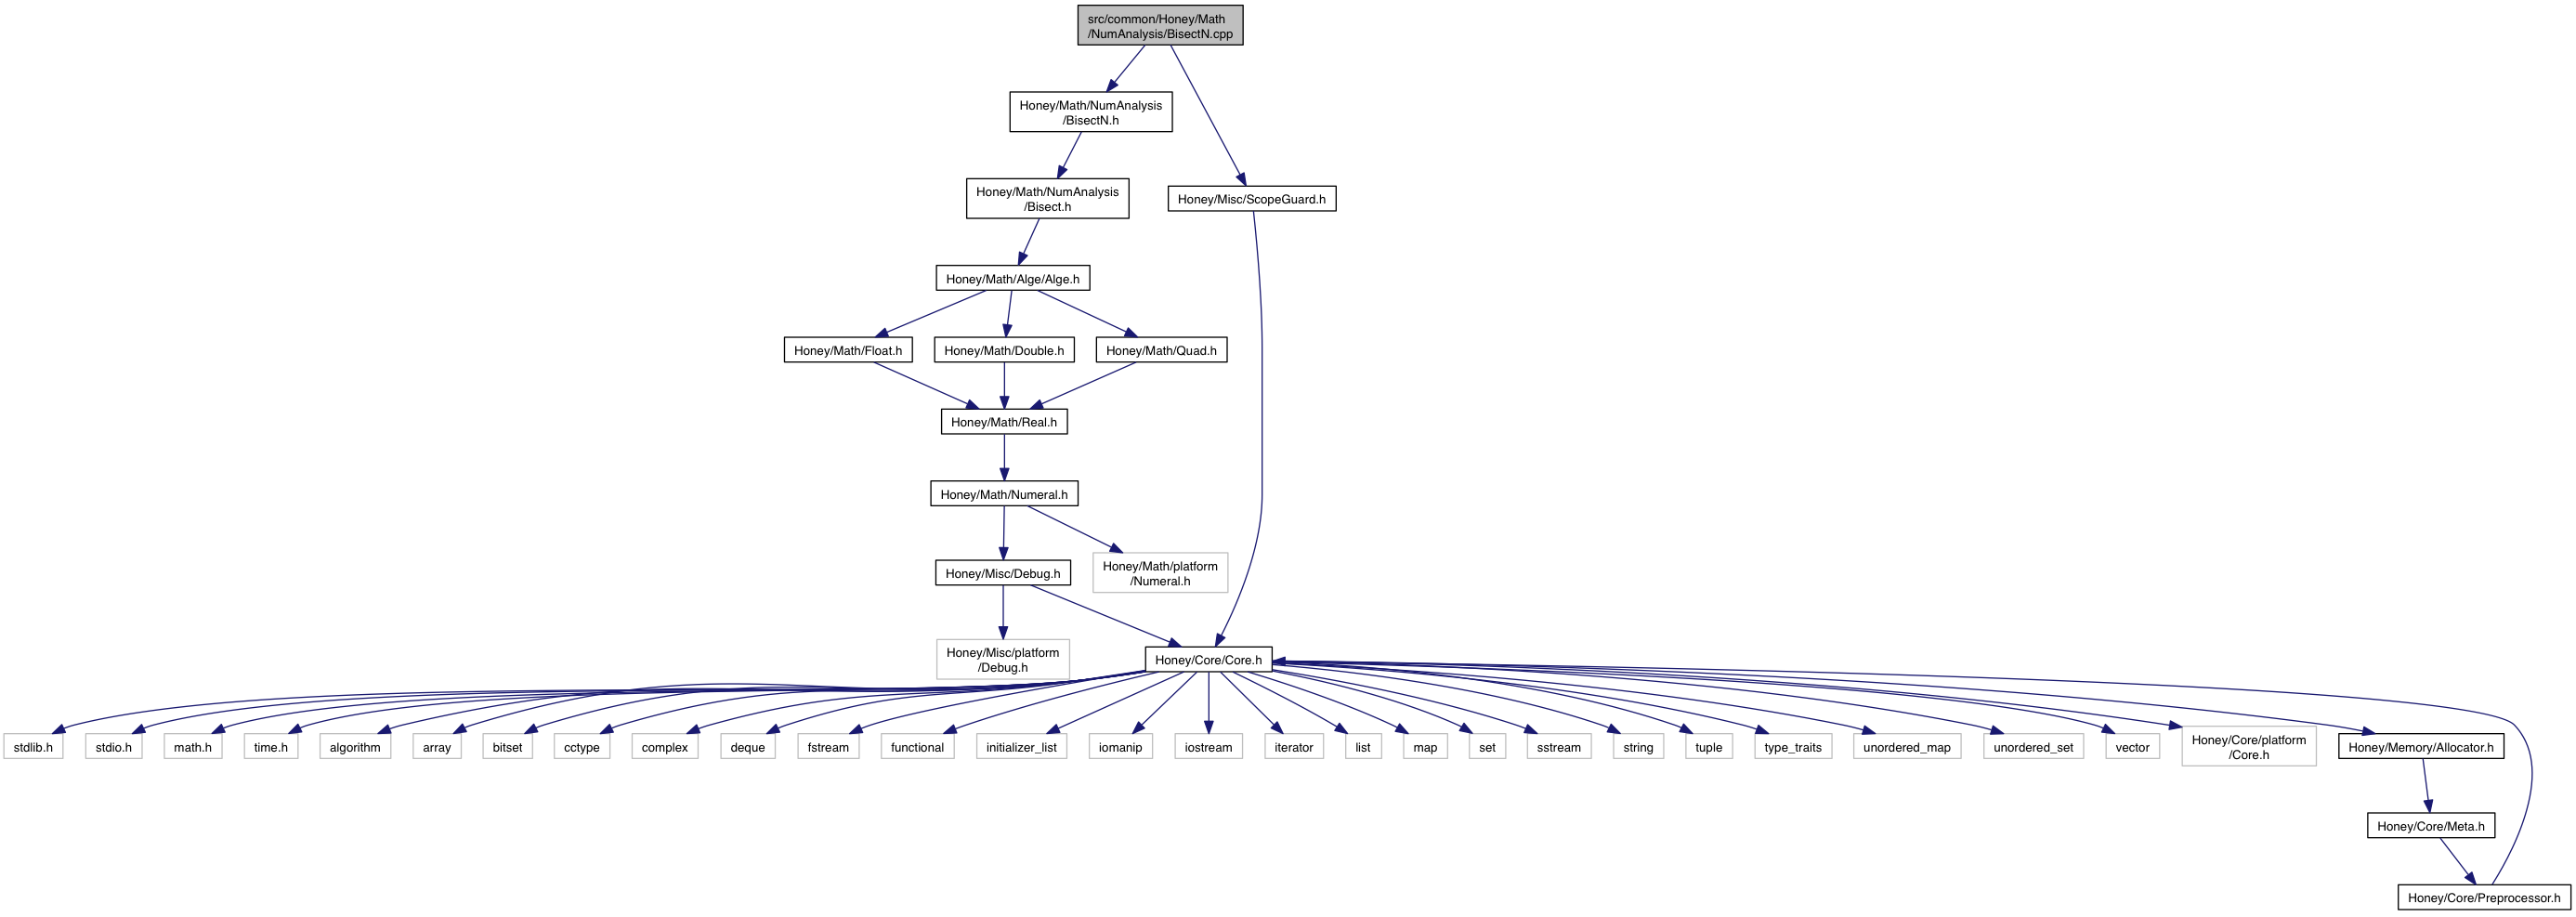 src/common/Honey/Math
/NumAnalysis/BisectN.cpp
Honey/Math/NumAnalysis
/BisectN.h
Honey/Math/NumAnalysis
/Bisect.h
Honey/Misc/ScopeGuard.h
Honey/Math/Alge/Alge.h
Honey/Math/Float.h
Honey/Math/Double.h
Honey/Math/Quad.h
Honey/Math/Real.h
Honey/Math/Numeral.h
Honey/Misc/Debug.h
Honey/Math/platform
/Numeral.h
Honey/Misc/platform
/Debug.h
Honey/Core/Core.h
stdlib.h
stdio.h
math.h
time.h
algorithm
array
bitset
cctype
complex
deque
fstream
functional
initializer_list
iomanip
iostream
iterator
list
map
set
sstream
string
tuple
type_traits
unordered_map
unordered_set
vector
Honey/Core/platform
/Core.h
Honey/Memory/Allocator.h
Honey/Core/Meta.h
Honey/Core/Preprocessor.h